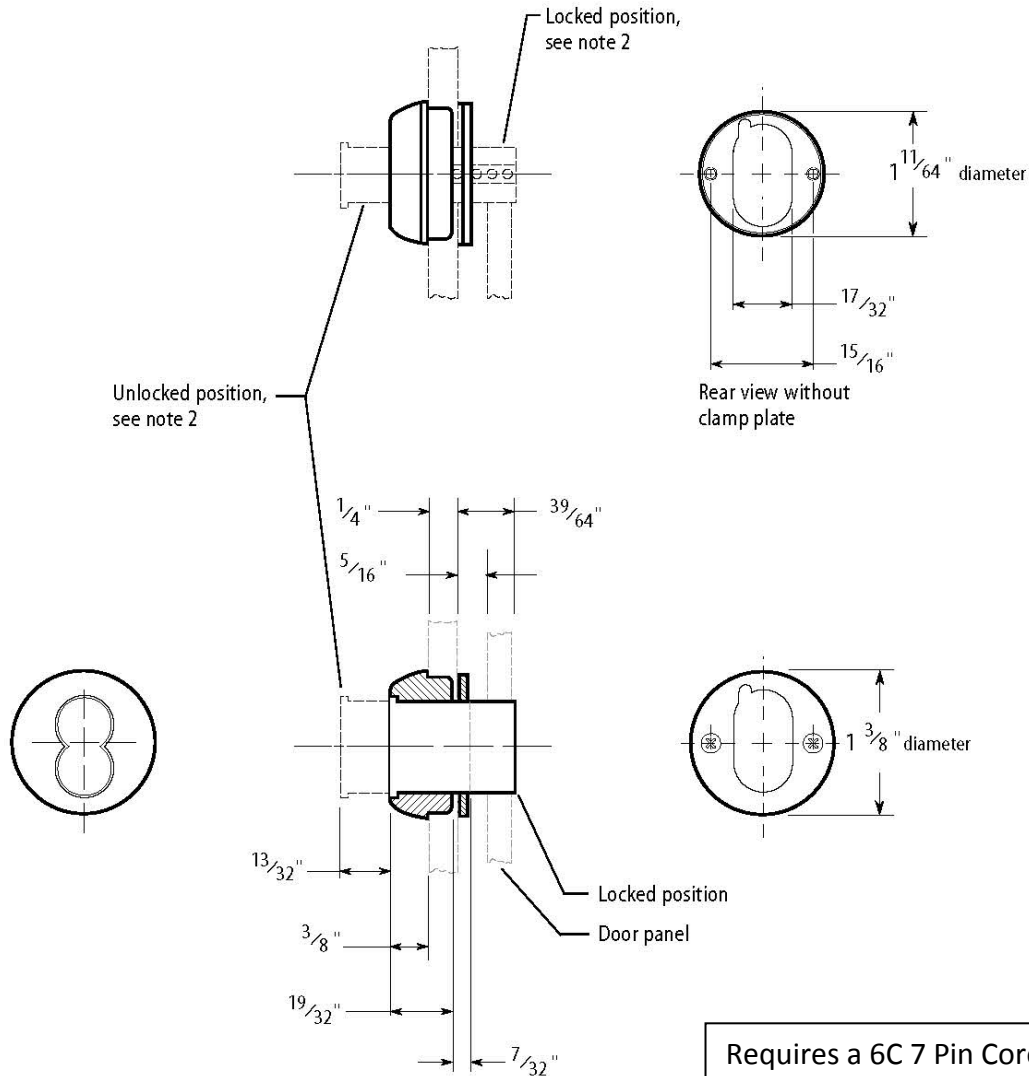 Locked position,
see note 2
1 11/64" diameter
17/32"
15/16"
Rear view without
clamp plate
Unlocked position,
see note 2
1/4"
39/64"
5/16"
1 3/8" diameter
13/32"
Locked position
Door panel
3/8"
19/32"
7/32"
Requires a 6C 7 Pin Cor